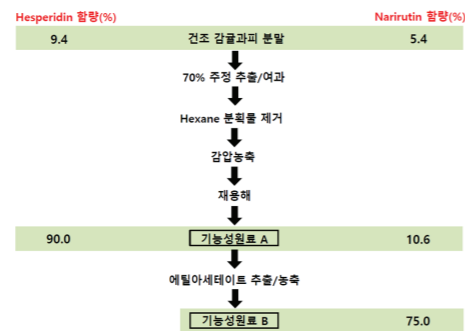 Hesperidin 함량(%) Narirutin 함량(%)
9.4 건조 감귤과피 분말 5.4
70% 주정 추출/여과
Hexane 분획물 제거
감압농축
재용해
90.0 기능성원료 A 10.6
에틸아세테이트 추출/농축
기능성원료 B 75.0